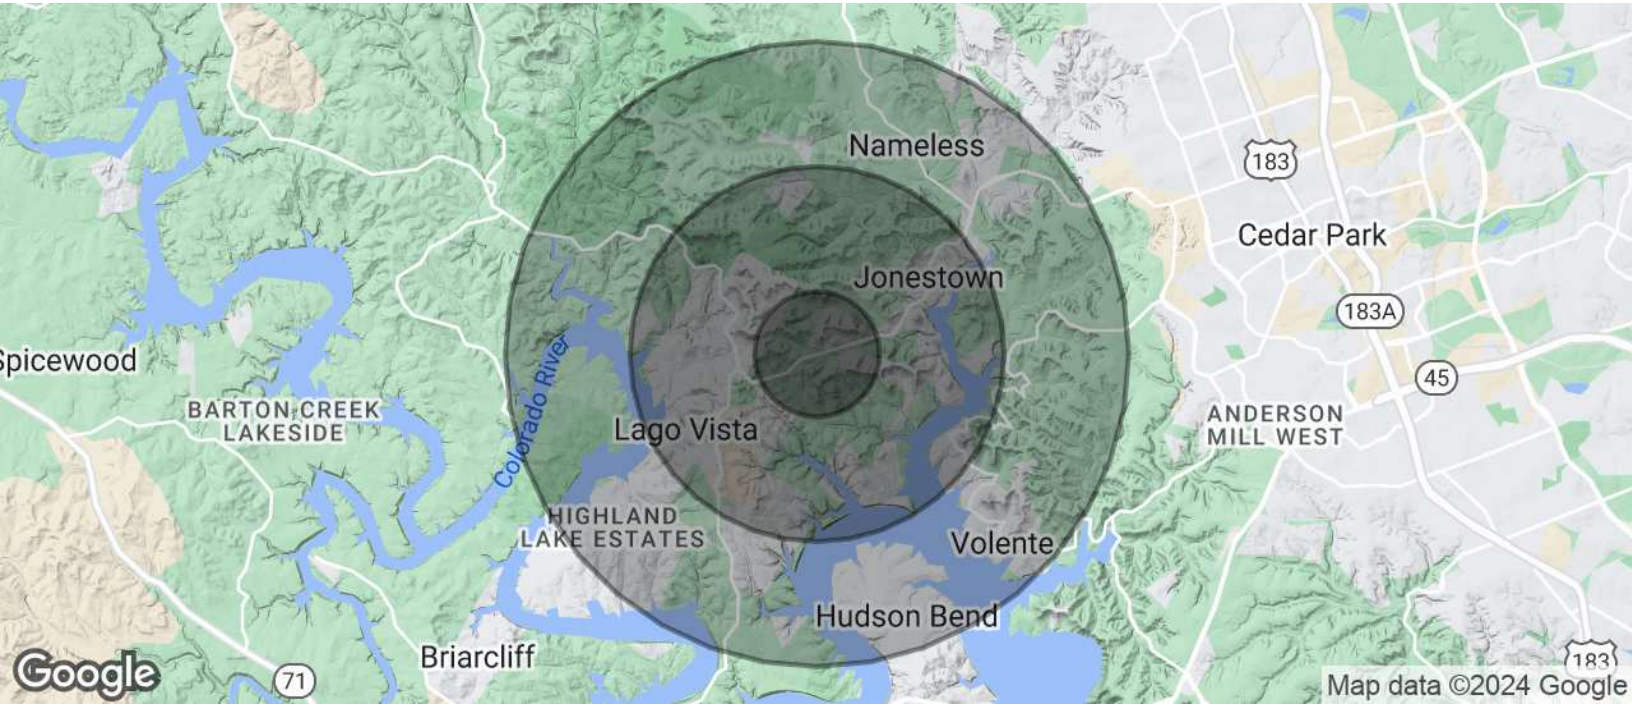 Nameless
183
Cedar Park
Jonestown
183A
Spicewood
45
BARTON CREEK
LAKESIDE
Colorado River
Lago Vista
ANDERSON
MILL WEST
HIGHLAND
LAKE ESTATES
Volente
Hudson Bend
Briarcliff
183
Google
71
Map data ©2024 Google